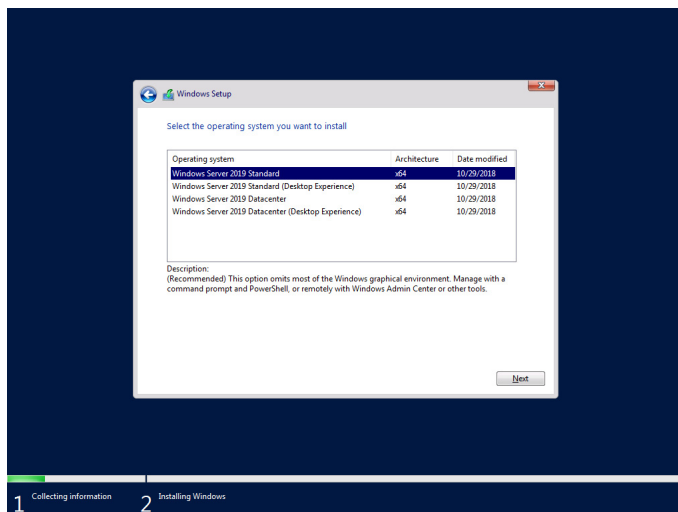 Windows Setup
Select the operating system you want to install
Operating system Architecture Date modified
Windows Server 2019 Standard x64 10/29/2018
Windows Server 2019 Standard (Desktop Experience) x64 10/29/2018
Windows Server 2019 Datacenter x64 10/29/2018
Windows Server 2019 Datacenter (Desktop Experience) x64 10/29/2018
Description:
(Recommended) This option omits most of the Windows graphical environment. Manage with a
command prompt and PowerShell, or remotely with Windows Admin Center or other tools.
Next
1 Collecting information 2 Installing Windows